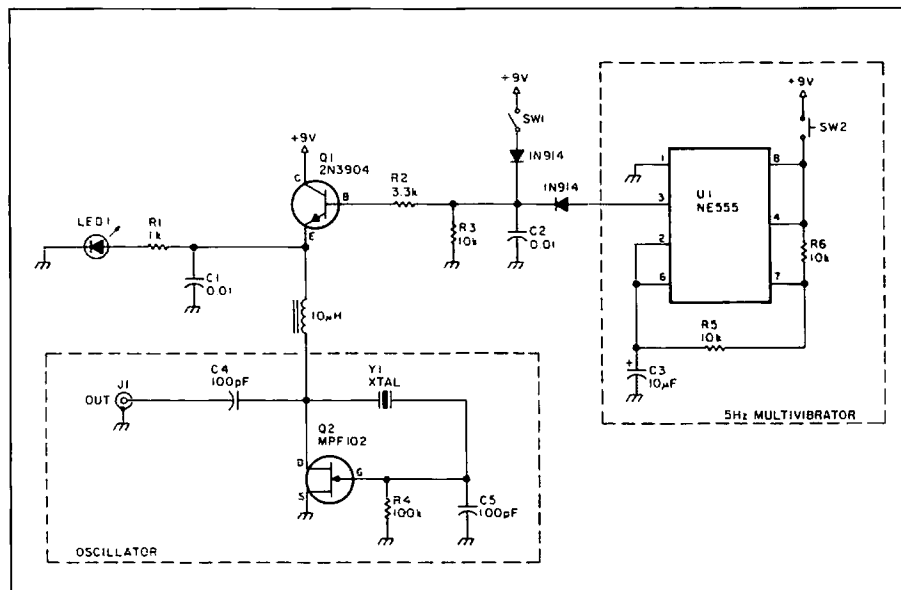 +9V
SW1
1N914
1N914
+9V
SW2
+9V
Q1
2N3904
C
B
E
R2
3.3k
R3
10k
C2
0.01
LED1
R1
1k
C1
0.01
10µH
1
8
3
U1
NE555
4
2
R6
10k
6
7
R5
10k
+
C3
10µF
5Hz MULTIVIBRATOR
C4
100pF
Y1
XTAL
J1
OUT
Q2
MPF102
D
G
S
R4
100k
C5
100pF
OSCILLATOR